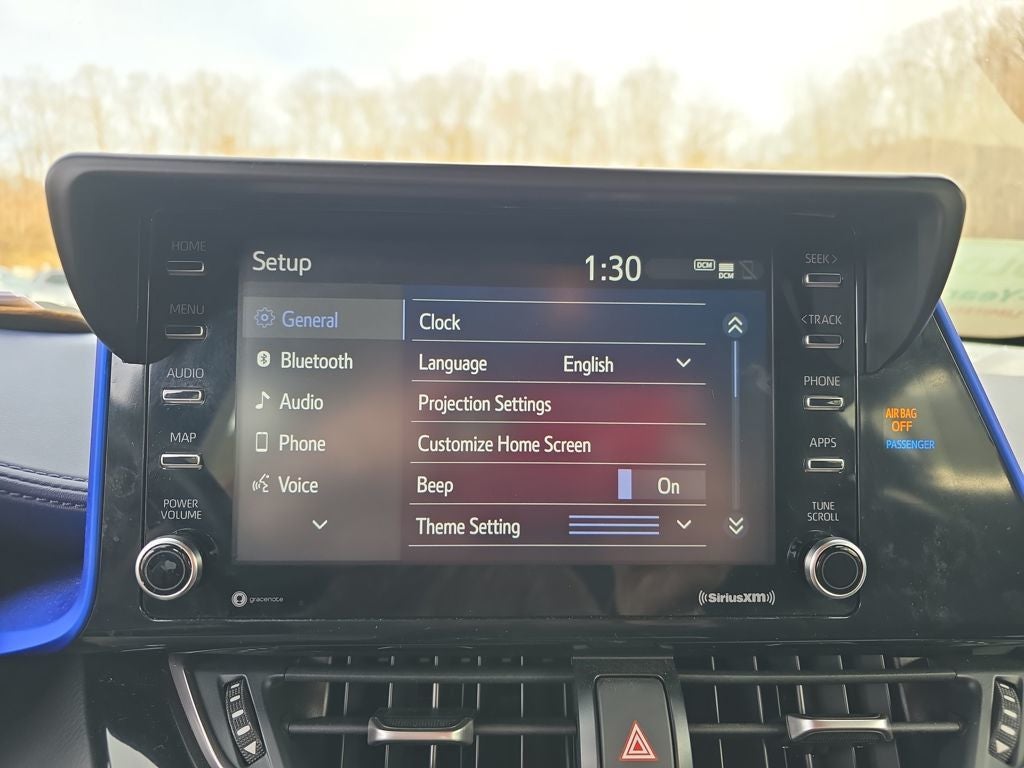 HOME
MENU
AUDIO
MAP
POWER
VOLUME
Setup
1:30
DCM
DCM
General
Bluetooth
Audio
Phone
Voice
Clock
Language English
Projection Settings
Customize Home Screen
Beep On
Theme Setting
gracenote
SiriusXM
SEEK>
<TRACK
PHONE
APPS
TUNE
SCROLL
AIR BAG
OFF
PASSENGER